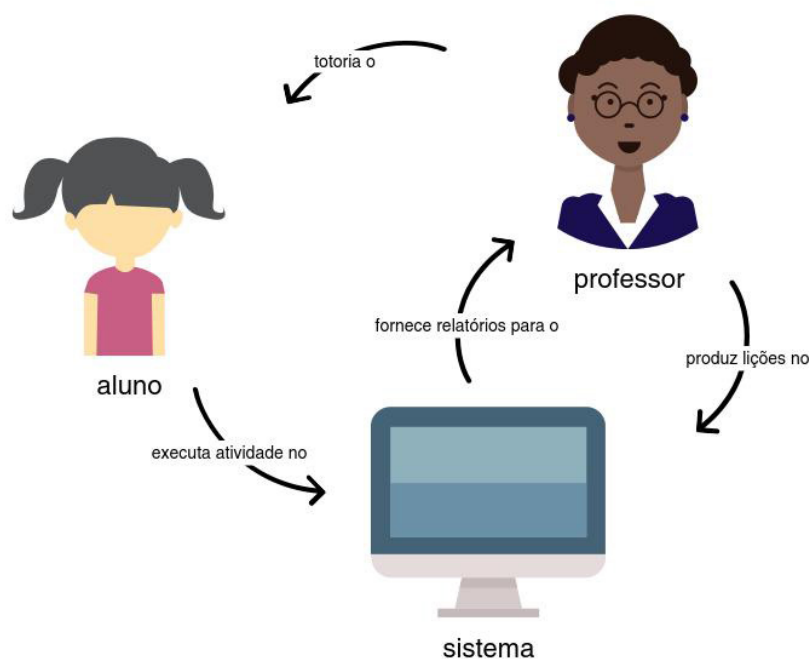 totoria o
professor
fornece relatórios para o
produz lições no
aluno
executa atividade no
sistema